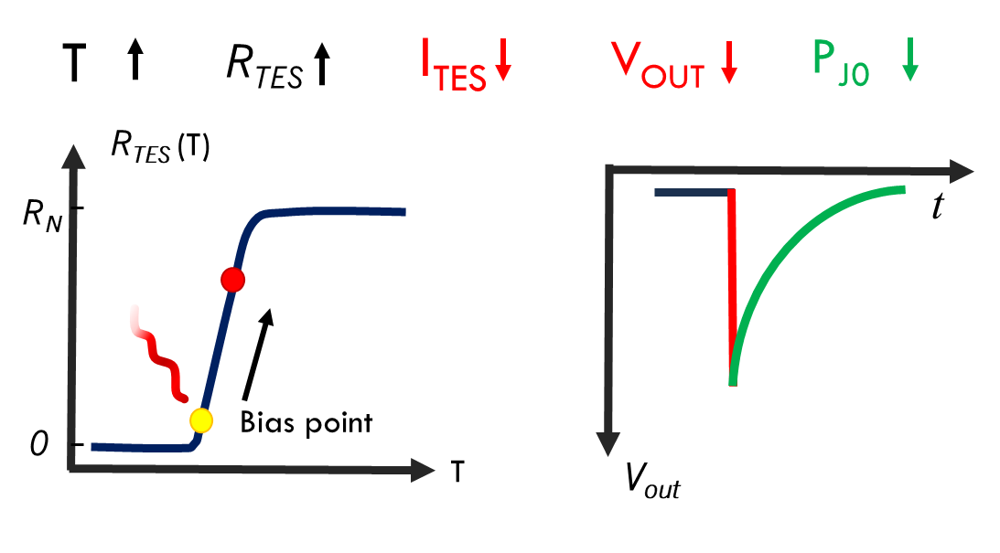 T ↑ R_TES ↑ I_TES ↓ V_OUT ↓ P_J0 ↓
R_TES (T)
R_N
t
Bias point
0
T
V_out